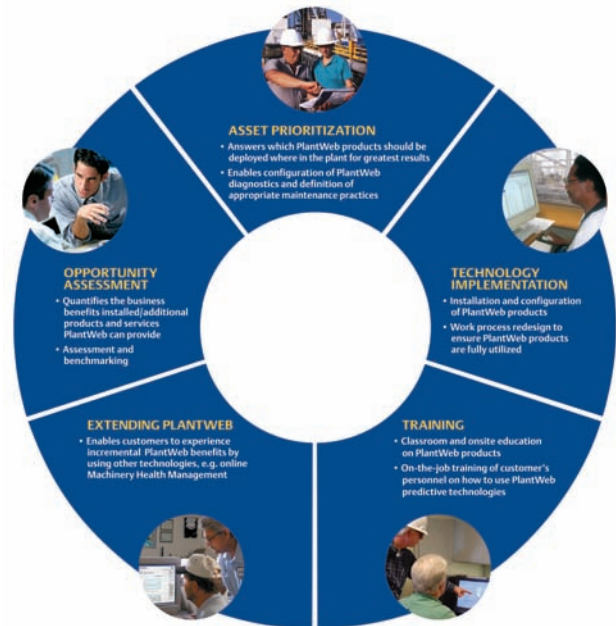 ASSET PRIORITIZATION
• Answers which PlantWeb products should be
deployed where in the plant for greatest results
• Enables configuration of PlantWeb
diagnostics and definition of
appropriate maintenance practices
OPPORTUNITY
ASSESSMENT
• Quantifies the business
benefits installed/additional
products and services
PlantWeb can provide
• Assessment and
benchmarking
TECHNOLOGY
IMPLEMENTATION
• Installation and configuration
of PlantWeb products
• Work process redesign to
ensure PlantWeb products
are fully utilized
EXTENDING PLANTWEB
• Enables customers to experience
incremental PlantWeb benefits by
using other technologies, e.g. online
Machinery Health Management
TRAINING
• Classroom and onsite education
on PlantWeb products
• On-the-job training of customer's
personnel on how to use PlantWeb
predictive technologies